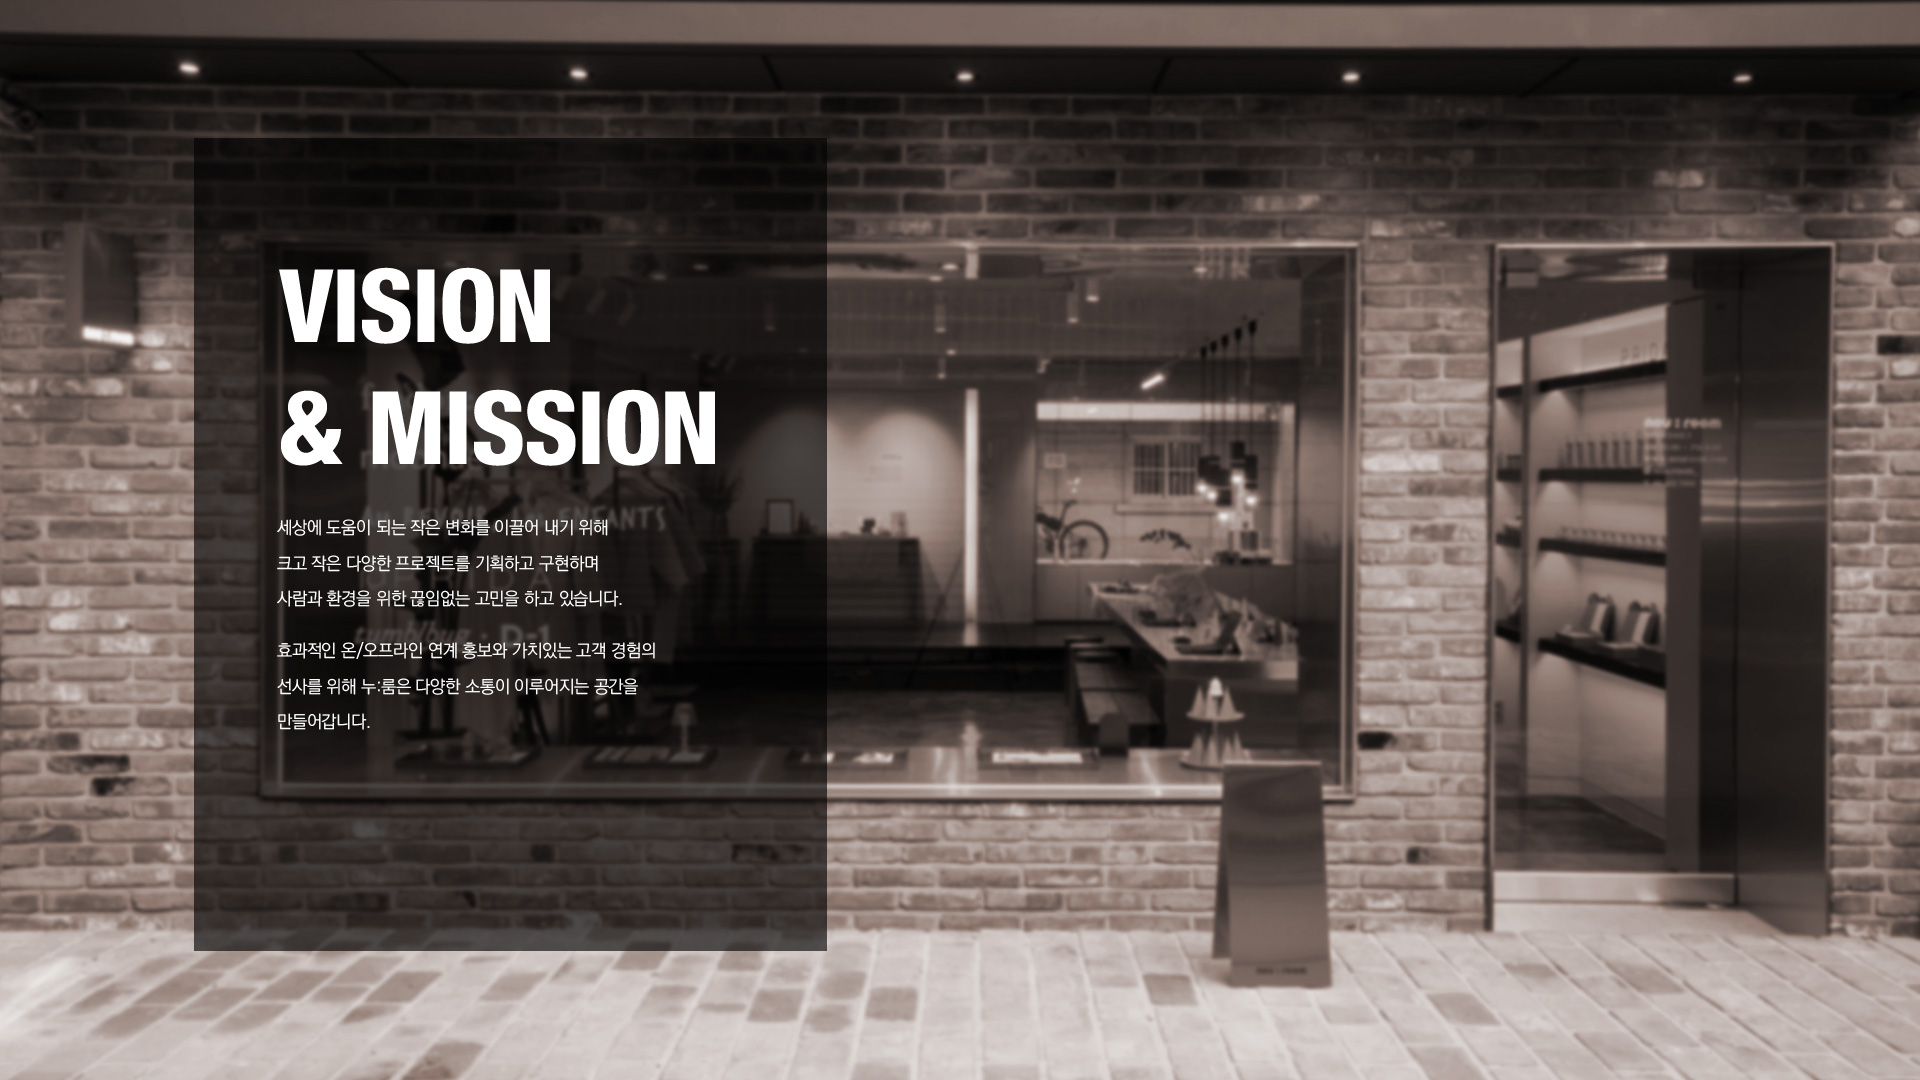 VISION
& MISSION
세상에 도움이 되는 작은 변화를 이끌어 내기 위해
크고 작은 다양한 프로젝트를 기획하고 구현하며
사람과 환경을 위한 끊임없는 고민을 하고 있습니다.
효과적인 온/오프라인 연계 홍보와 가치있는 고객 경험의
선사를 위해 누:룸은 다양한 소통이 이루어지는 공간을
만들어갑니다.
nou : room